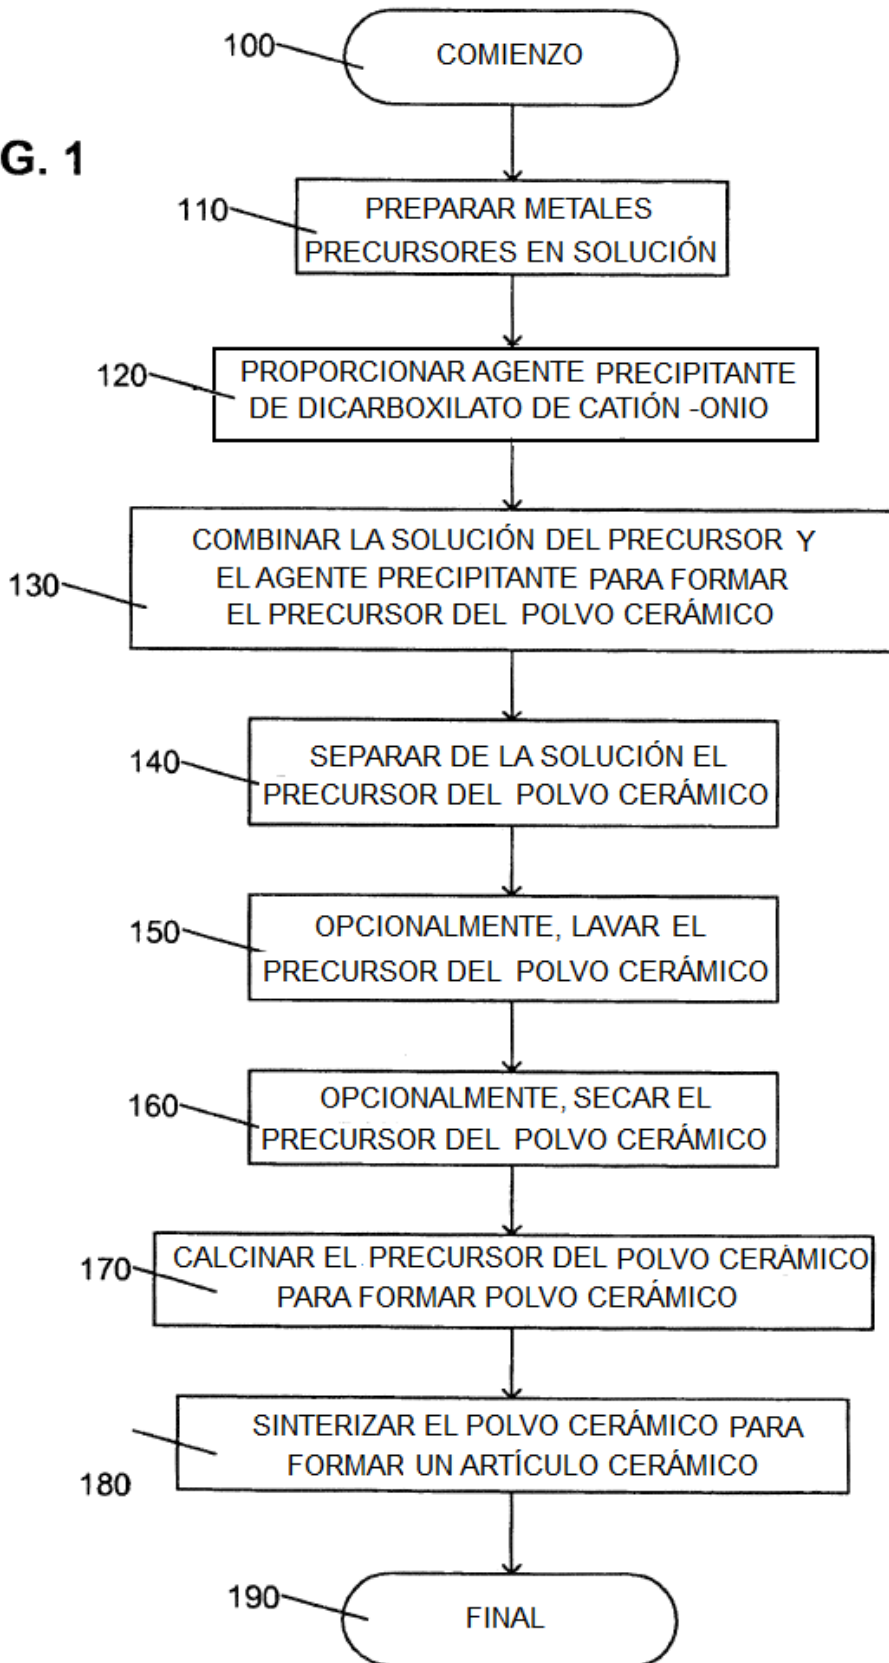 100
COMIENZO
G. 1
110
PREPARAR METALES
PRECURSORES EN SOLUCIÓN
120
PROPORCIONAR AGENTE PRECIPITANTE
DE DICARBOXILATO DE CATIÓN -ONIO
130
COMBINAR LA SOLUCIÓN DEL PRECURSOR Y
EL AGENTE PRECIPITANTE PARA FORMAR
EL PRECURSOR DEL POLVO CERÁMICO
140
SEPARAR DE LA SOLUCIÓN EL
PRECURSOR DEL POLVO CERÁMICO
150
OPCIONALMENTE, LAVAR EL
PRECURSOR DEL POLVO CERÁMICO
160
OPCIONALMENTE, SECAR EL
PRECURSOR DEL POLVO CERÁMICO
170
CALCINAR EL PRECURSOR DEL POLVO CERÁMICO
PARA FORMAR POLVO CERÁMICO
180
SINTERIZAR EL POLVO CERÁMICO PARA
FORMAR UN ARTÍCULO CERÁMICO
190
FINAL